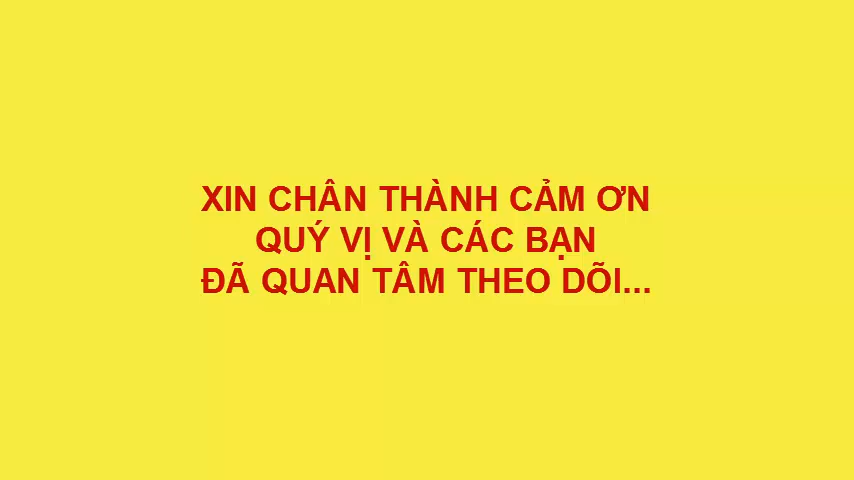 XIN CHÂN THÀNH CẢM ƠN
QUÝ VỊ VÀ CÁC BẠN
ĐÃ QUAN TÂM THEO DÕI...